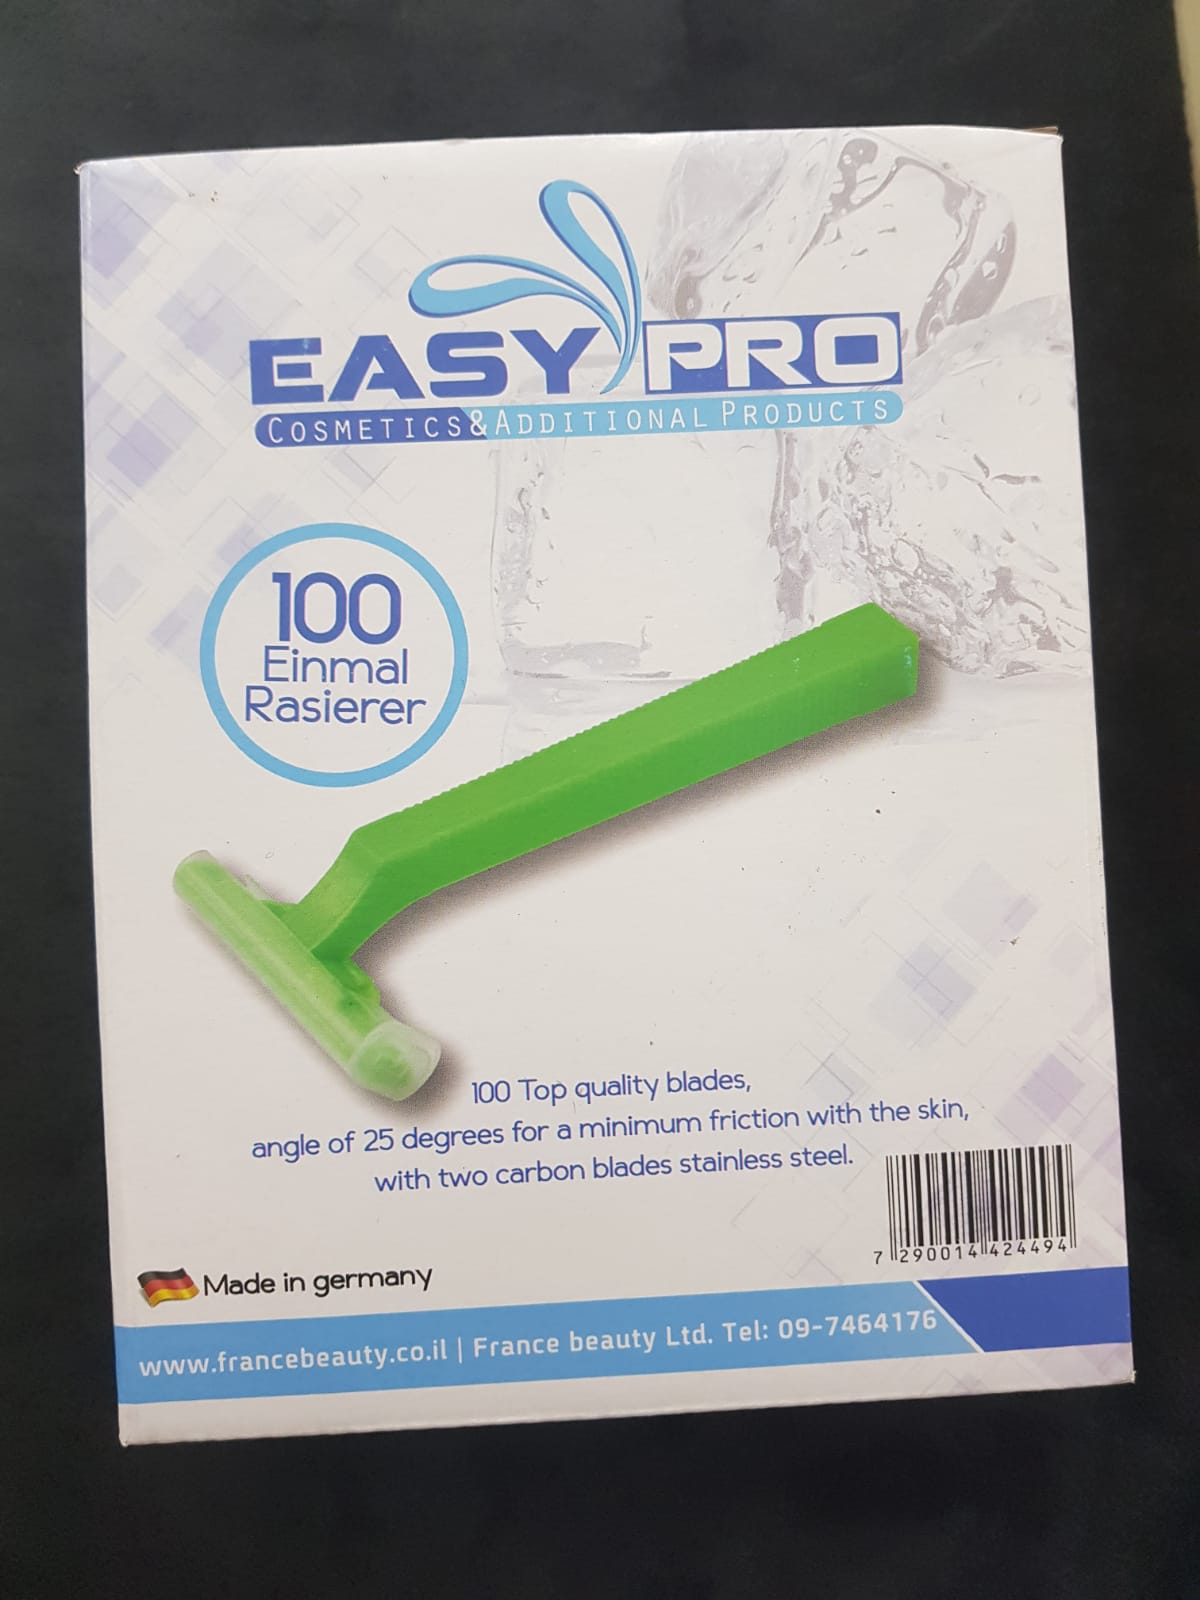 EASY PRO
COSMETICS & ADDITIONAL PRODUCTS
100
Einmal
Rasierer
100 Top quality blades,
angle of 25 degrees for a minimum friction with the skin,
with two carbon blades stainless steel.
7 290014 424494
Made in germany
www.francebeauty.co.il | France beauty Ltd. Tel: 09-7464176